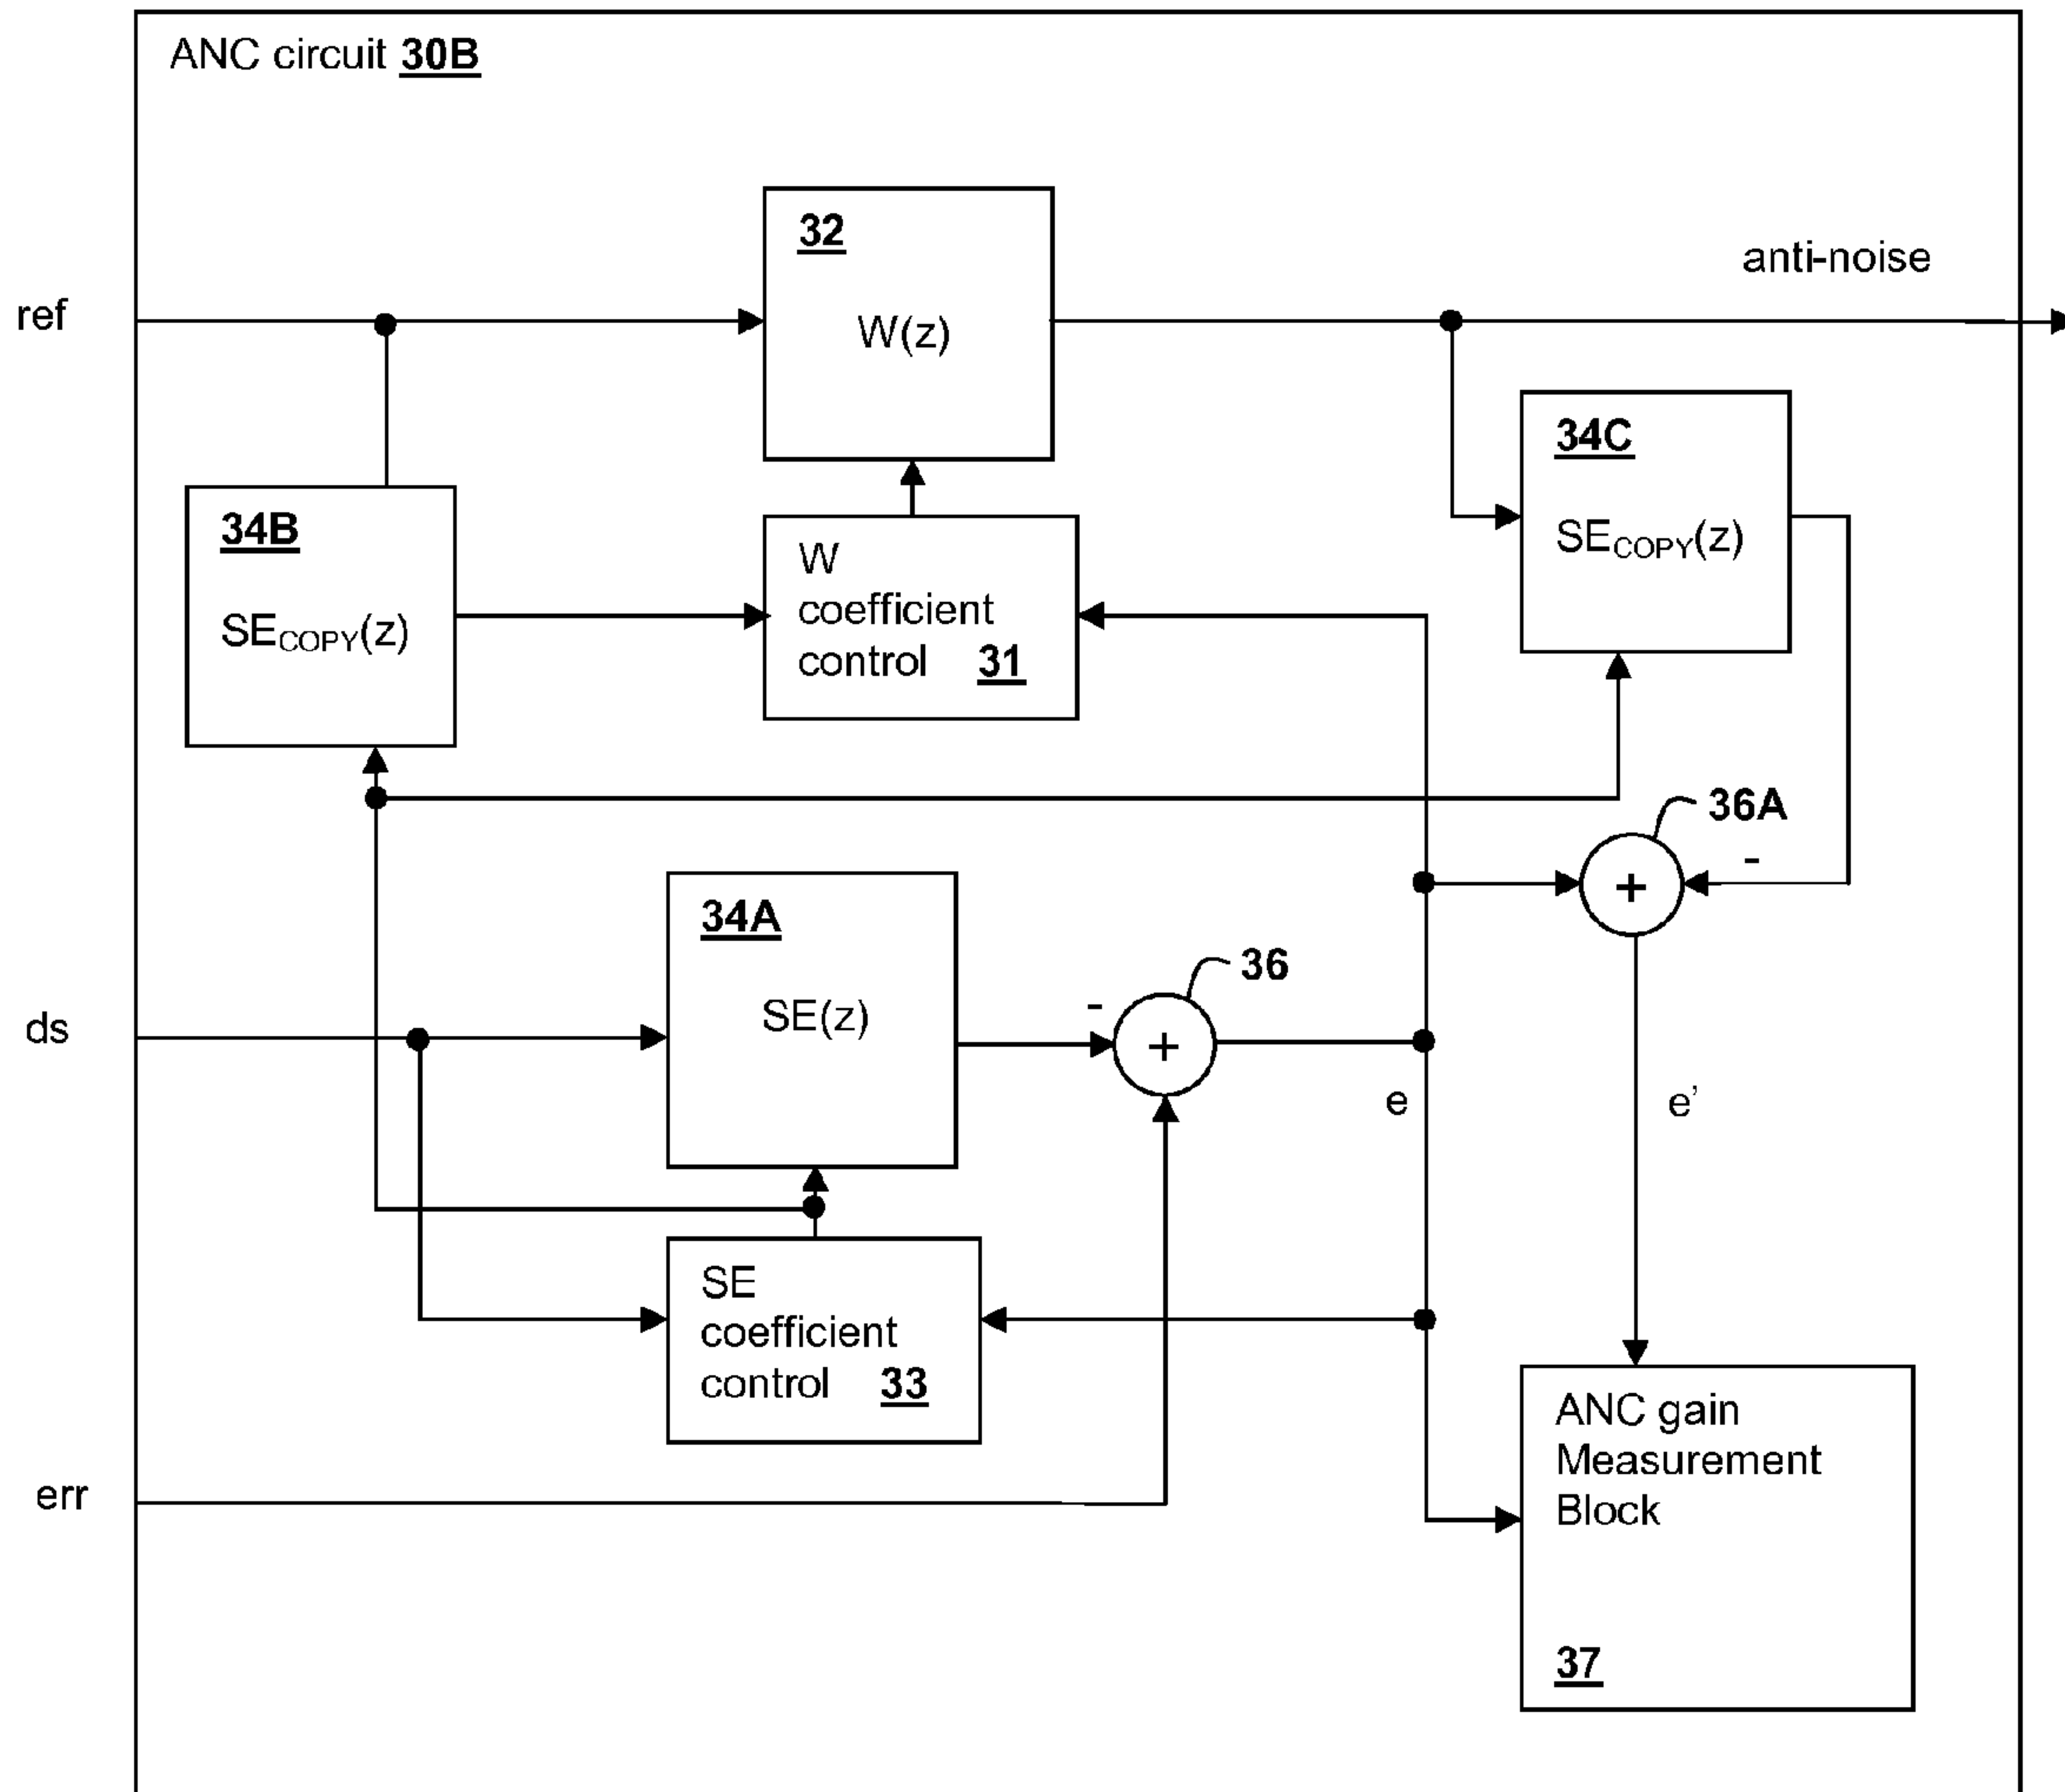 ANC circuit 30B
32
W(z)
anti-noise
ref
34C
SECOPY(z)
34B
SECOPY(z)
W
coefficient
control 31
36A
-
+
34A
SE(z)
36
-
+
ds
e
e’
SE
coefficient
control 33
ANC gain
Measurement
Block
37
err